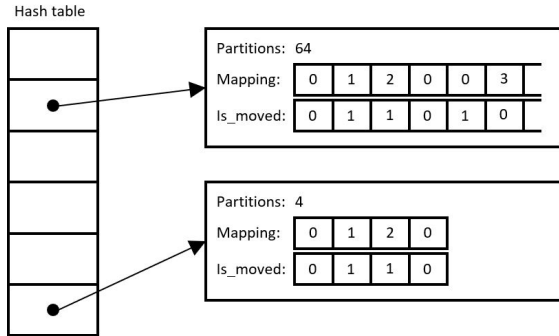 Hash table
Partitions: 64
Mapping: 0 1 2 0 0 3
Is_moved: 0 1 1 0 1 0
Partitions: 4
Mapping: 0 1 2 0
Is_moved: 0 1 1 0